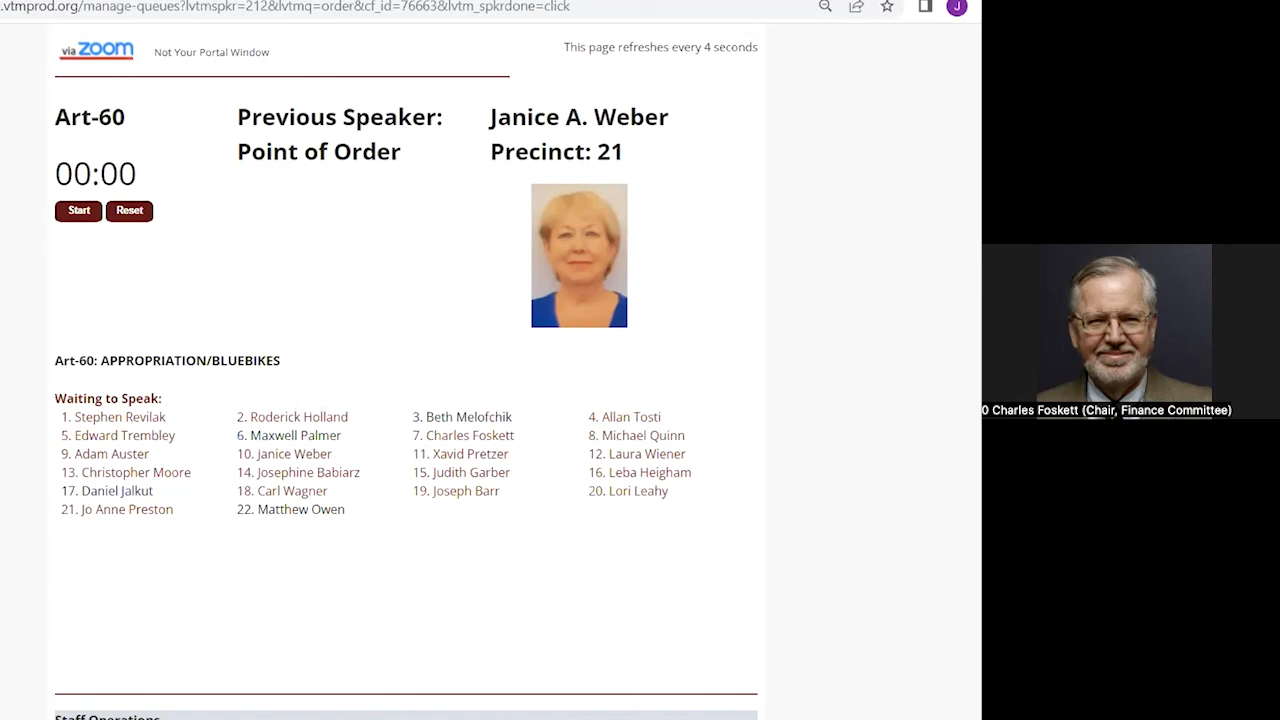 .vtmprod.org/manage-queues?lvtmspkr=212&lvtmq=order&cf_id=76663&lvtm_spkrdone=click
J
via zoom Not Your Portal Window This page refreshes every 4 seconds
Art-60 Previous Speaker: Janice A. Weber
Point of Order Precinct: 21
00:00
Start Reset
Art-60: APPROPRIATION/BLUEBIKES
Waiting to Speak:
1. Stephen Revilak 2. Roderick Holland 3. Beth Melofchik 4. Allan Tosti
5. Edward Trembley 6. Maxwell Palmer 7. Charles Foskett 8. Michael Quinn
9. Adam Auster 10. Janice Weber 11. Xavid Pretzer 12. Laura Wiener
13. Christopher Moore 14. Josephine Babiarz 15. Judith Garber 16. Leba Heigham
17. Daniel Jalkut 18. Carl Wagner 19. Joseph Barr 20. Lori Leahy
21. Jo Anne Preston 22. Matthew Owen
Staff Operations
0 Charles Foskett (Chair, Finance Committee)